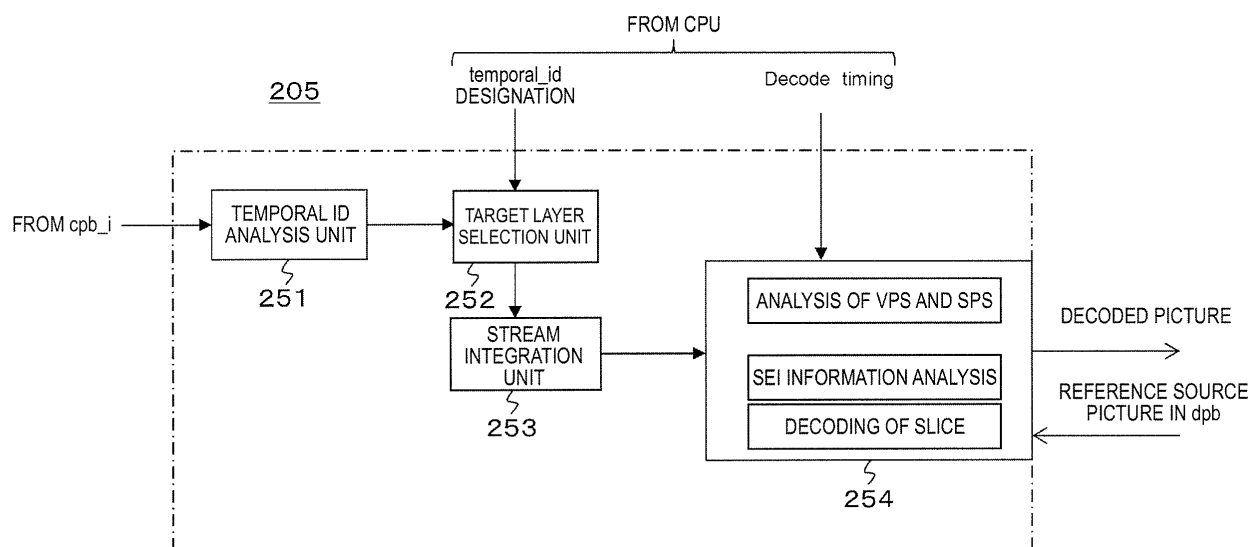 FROM CPU
205
temporal_id
DESIGNATION
Decode timing
FROM cpb_i
TEMPORAL ID
ANALYSIS UNIT
251
TARGET LAYER
SELECTION UNIT
252
STREAM
INTEGRATION
UNIT
253
ANALYSIS OF VPS AND SPS
SEI INFORMATION ANALYSIS
DECODING OF SLICE
254
DECODED PICTURE
REFERENCE SOURCE
PICTURE IN dpb